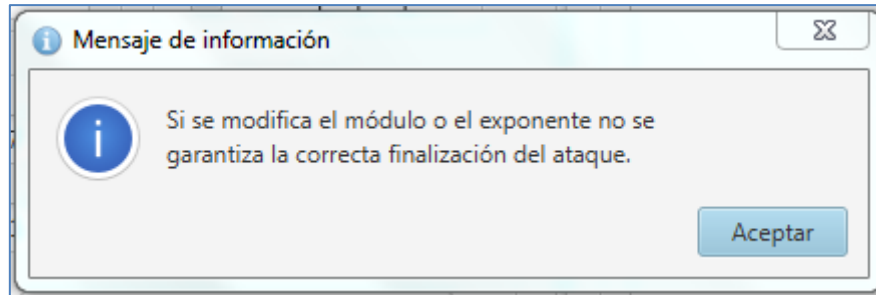 Mensaje de información
Si se modifica el módulo o el exponente no se
garantiza la correcta finalización del ataque.
Aceptar